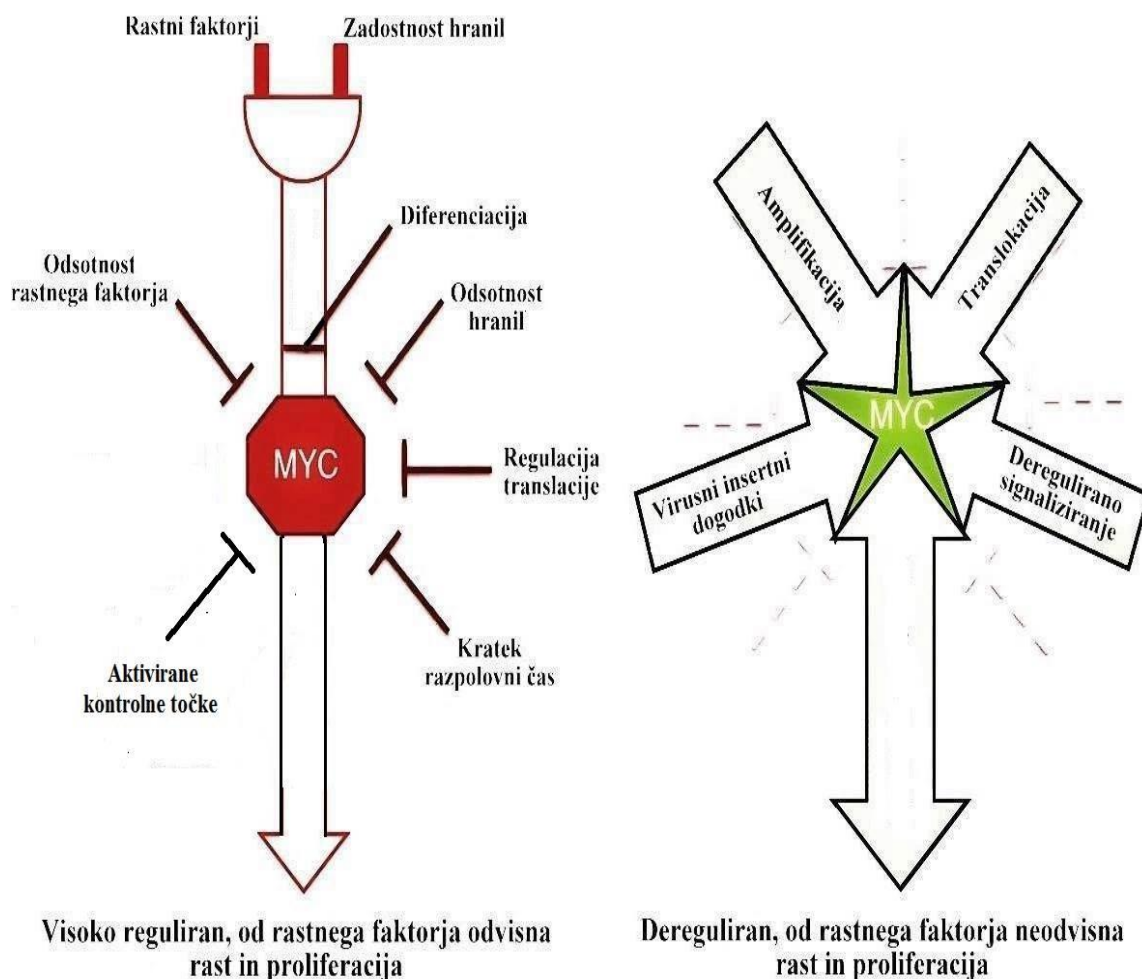 Rastni faktorji
Zadostnost hranil
Diferenciacija
Odsotnost
rastnega faktorja
Odsotnost
hranil
MYC
Regulacija
translacije
Aktivirane
kontrolne točke
Kratek
razpolovni čas
Visoko reguliran, od rastnega faktorja odvisna
rast in proliferacija
Amplifikacija
Translokacija
MYC
Virusni insertni
dogodki
Deregulirano
signaliziranje
Dereguliran, od rastnega faktorja neodvisna
rast in proliferacija